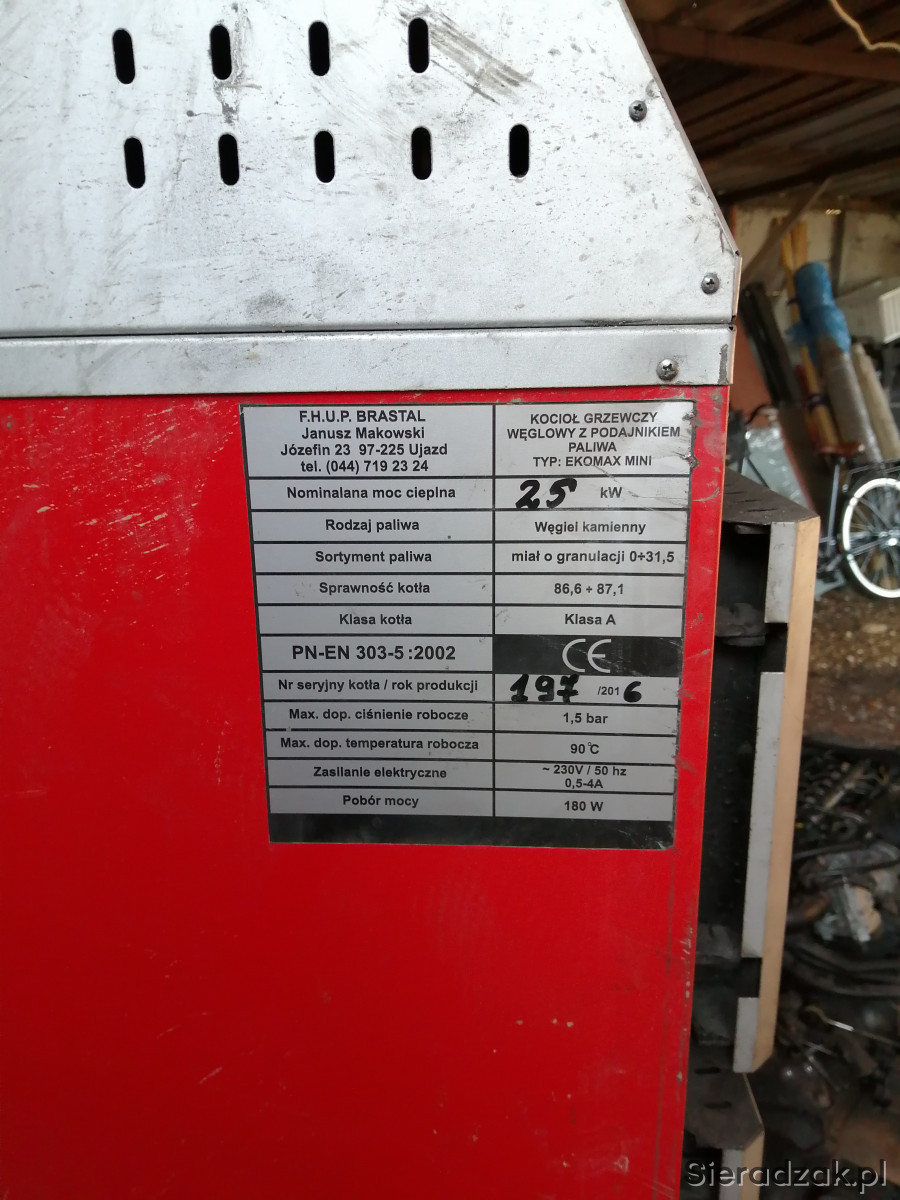 F.H.U.P. BRASTAL
Janusz Makowski
Józefin 23 97-225 Ujazd
tel. (044) 719 23 24
KOCIOŁ GRZEWCZY
WĘGLOWY Z PODAJNIKIEM
PALIWA
TYP: EKOMAX MINI
Nominalana moc cieplna 25 kW
Rodzaj paliwa Węgiel kamienny
Sortyment paliwa miał o granulacji 0÷31,5
Sprawność kotła 86,6 ÷ 87,1
Klasa kotła Klasa A
PN-EN 303-5:2002 CE
Nr seryjny kotła / rok produkcji 197 /2016
Max. dop. ciśnienie robocze 1,5 bar
Max. dop. temperatura robocza 90°C
Zasilanie elektryczne ~ 230V / 50 hz
0,5-4A
Pobór mocy 180 W
Sieradzak.pl